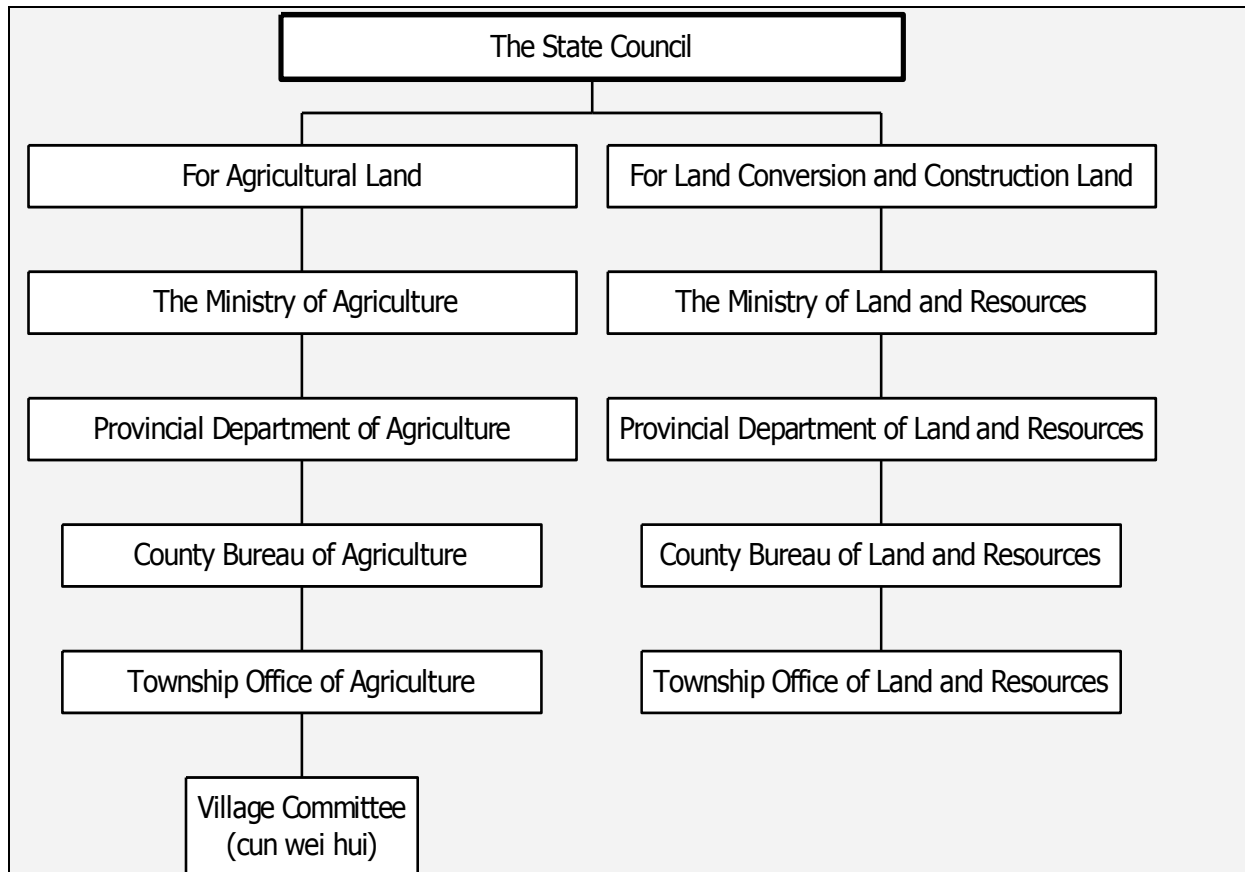 The State Council
For Agricultural Land
For Land Conversion and Construction Land
The Ministry of Agriculture
The Ministry of Land and Resources
Provincial Department of Agriculture
Provincial Department of Land and Resources
County Bureau of Agriculture
County Bureau of Land and Resources
Township Office of Agriculture
Township Office of Land and Resources
Village Committee
(cun wei hui)